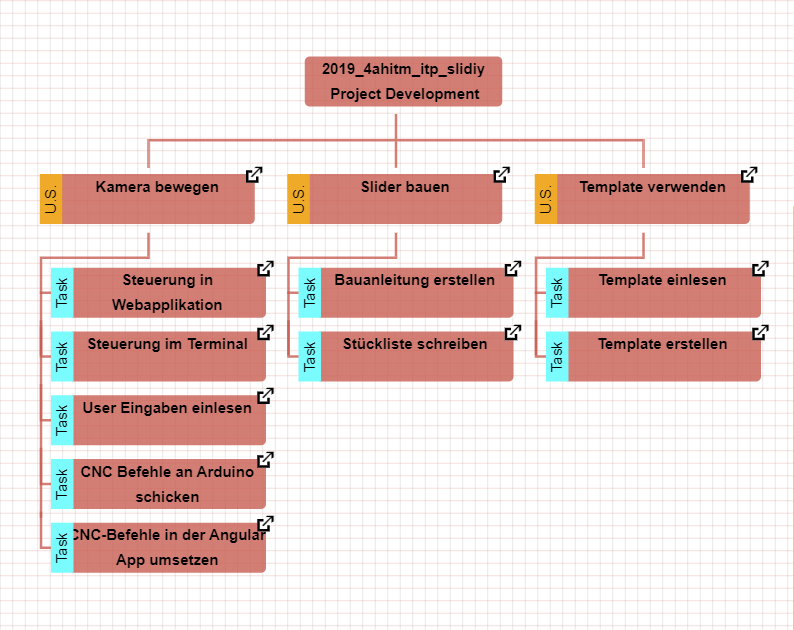 2019_4ahitm_itp_slidiy
Project Development
U.S.
Kamera bewegen
U.S.
Slider bauen
U.S.
Template verwenden
Task
Steuerung in
Webapplikation
Task
Steuerung im Terminal
Task
User Eingaben einlesen
Task
CNC Befehle an Arduino
schicken
Task
CNC-Befehle in der Angular
App umsetzen
Task
Bauanleitung erstellen
Task
Stückliste schreiben
Task
Template einlesen
Task
Template erstellen